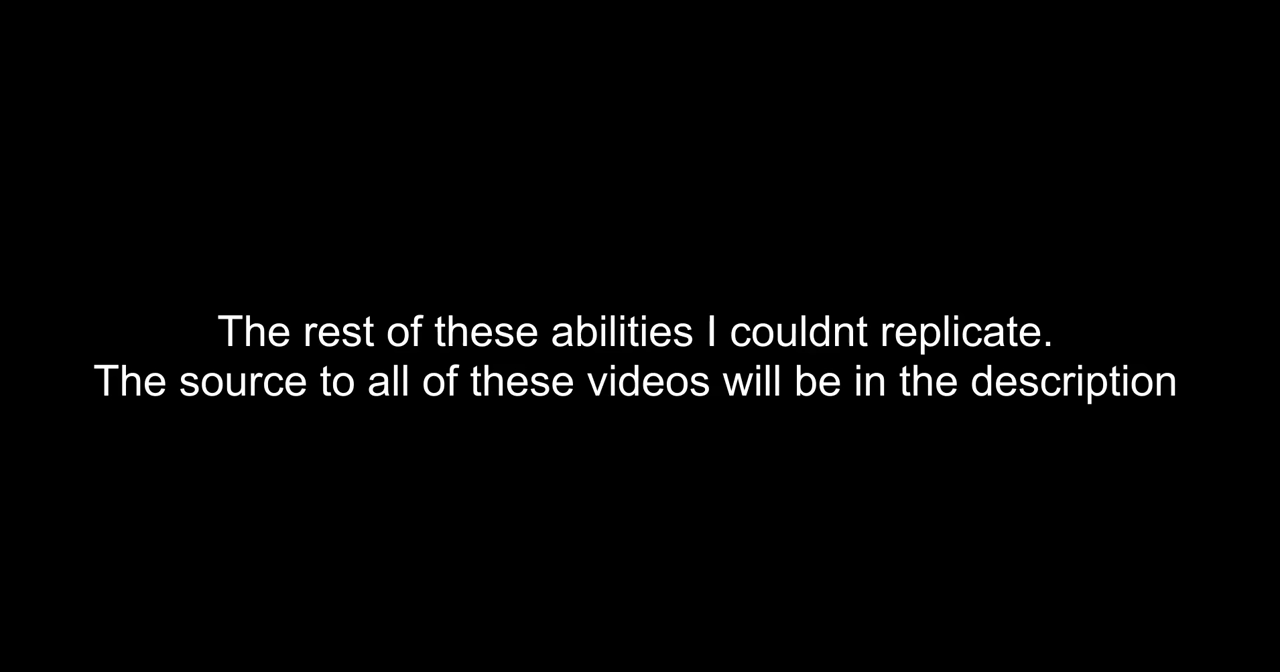 The rest of these abilities I couldnt replicate.
The source to all of these videos will be in the description